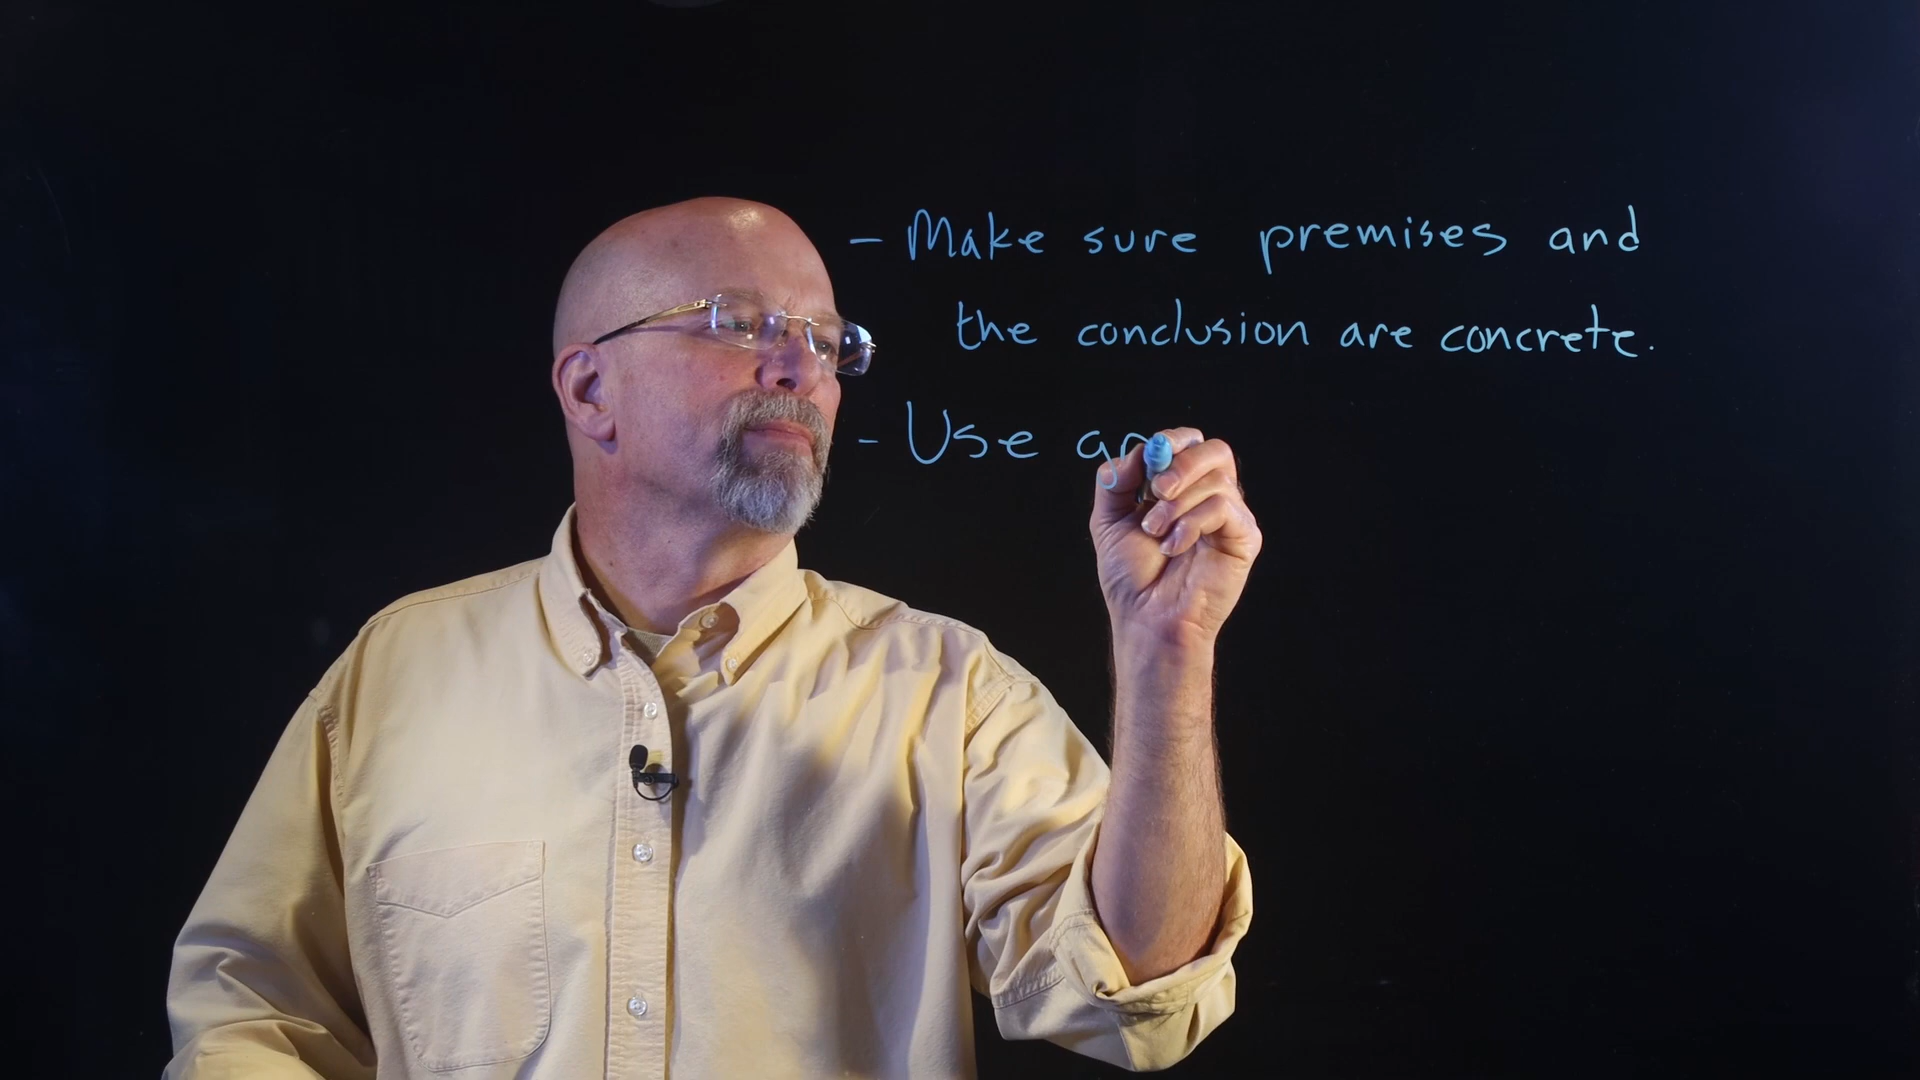 - Make sure premises and
the conclusion are concrete.
- Use